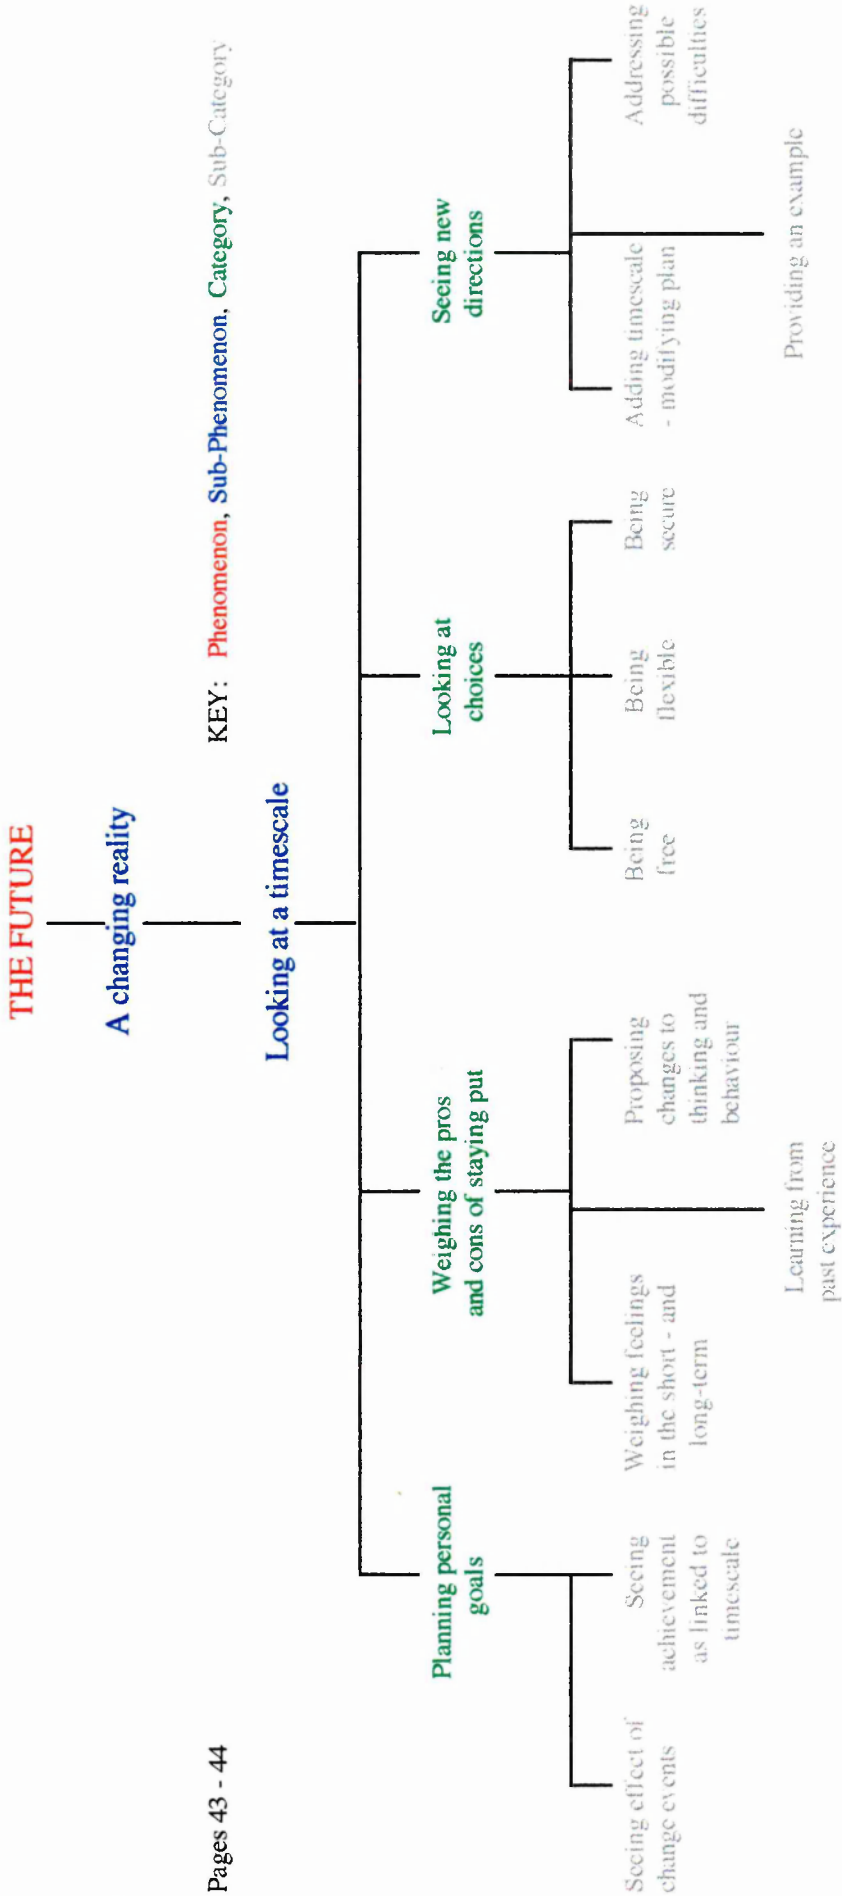 THE FUTURE
A changing reality
Pages 43 - 44
KEY: Phenomenon, Sub-Phenomenon, Category, Sub-Category
Looking at a timescale
Planning personal
goals
Weighing the pros
and cons of staying put
Looking at
choices
Seeing new
directions
Seeing effect of
change events
Seeing
achievement
as linked to
timescale
Weighing feelings
in the short - and
long-term
Proposing
changes to
thinking and
behaviour
Being
free
Being
flexible
Being
secure
Adding timescale
- modifying plan
Addressing
possible
difficulties
Learning from
past experience
Providing an example